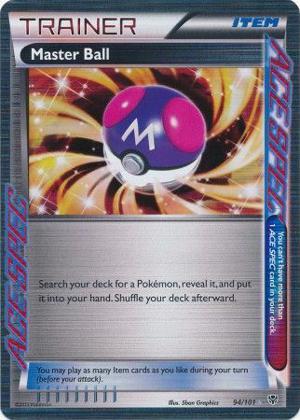 TRAINER
ITEM
Master Ball
M
ACE SPEC
You can't have more than
1 ACE SPEC card in your deck.
ACE SPEC
Search your deck for a Pokémon, reveal it, and put
it into your hand. Shuffle your deck afterward.
You may play as many Item cards as you like during your turn
(before your attack).
Illus. 5ban Graphics
94/101